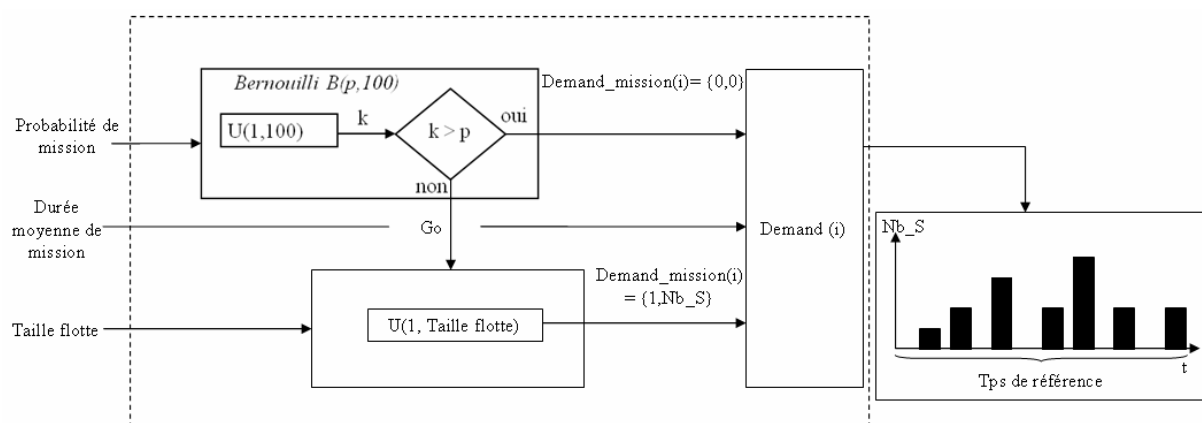 Bernouilli B(p,100)
Demand_mission(i)= {0,0}
Probabilité de
mission
U(1,100)
k
k > p
oui
non
Durée
moyenne de
mission
Go
Demand (i)
Nb_S
Demand_mission(i)
= {1,Nb_S}
Taille flotte
U(1, Taille flotte)
t
Tps de référence